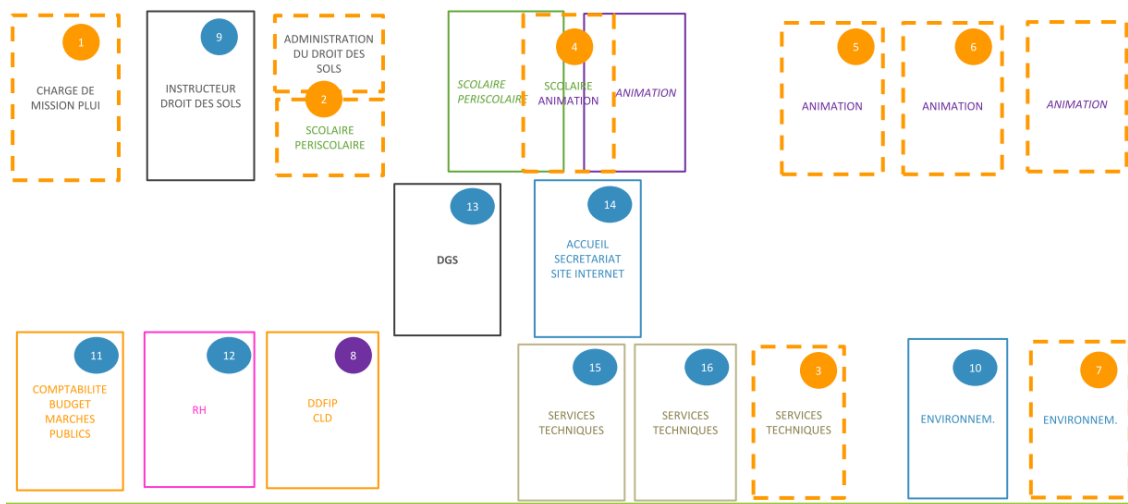 1
CHARGE DE
MISSION PLUI
9
INSTRUCTEUR
DROIT DES SOLS
ADMINISTRATION
DU DROIT DES
SOLS
2
SCOLAIRE
PERISCOLAIRE
SCOLAIRE
PERISCOLAIRE
4
SCOLAIRE
ANIMATION
ANIMATION
5
ANIMATION
6
ANIMATION
ANIMATION
13
DGS
14
ACCUEIL
SECRETARIAT
SITE INTERNET
11
COMPTABILITE
BUDGET
MARCHES
PUBLICS
12
RH
8
DDFIP
CLD
15
SERVICES
TECHNIQUES
16
SERVICES
TECHNIQUES
3
SERVICES
TECHNIQUES
10
ENVIRONNEM.
7
ENVIRONNEM.